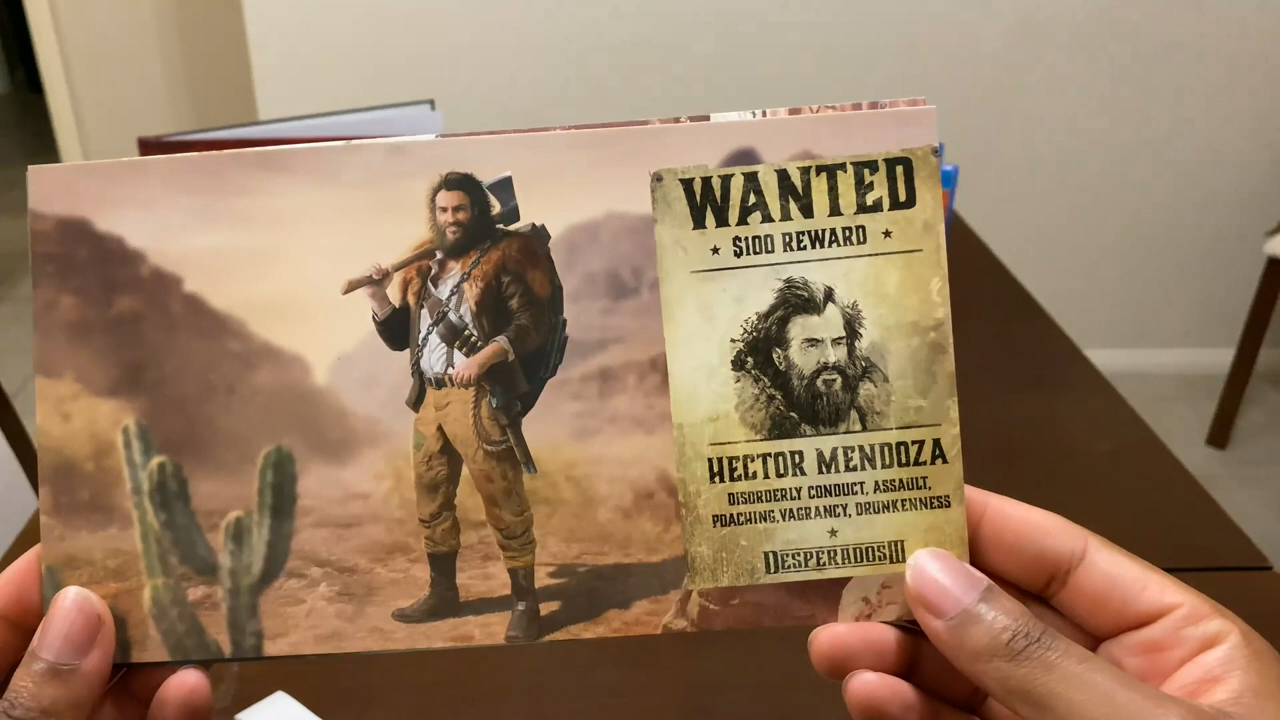 WANTED
★ $100 REWARD ★
HECTOR MENDOZA
DISORDERLY CONDUCT, ASSAULT,
POACHING, VAGRANCY, DRUNKENNESS
★
DESPERADOS III